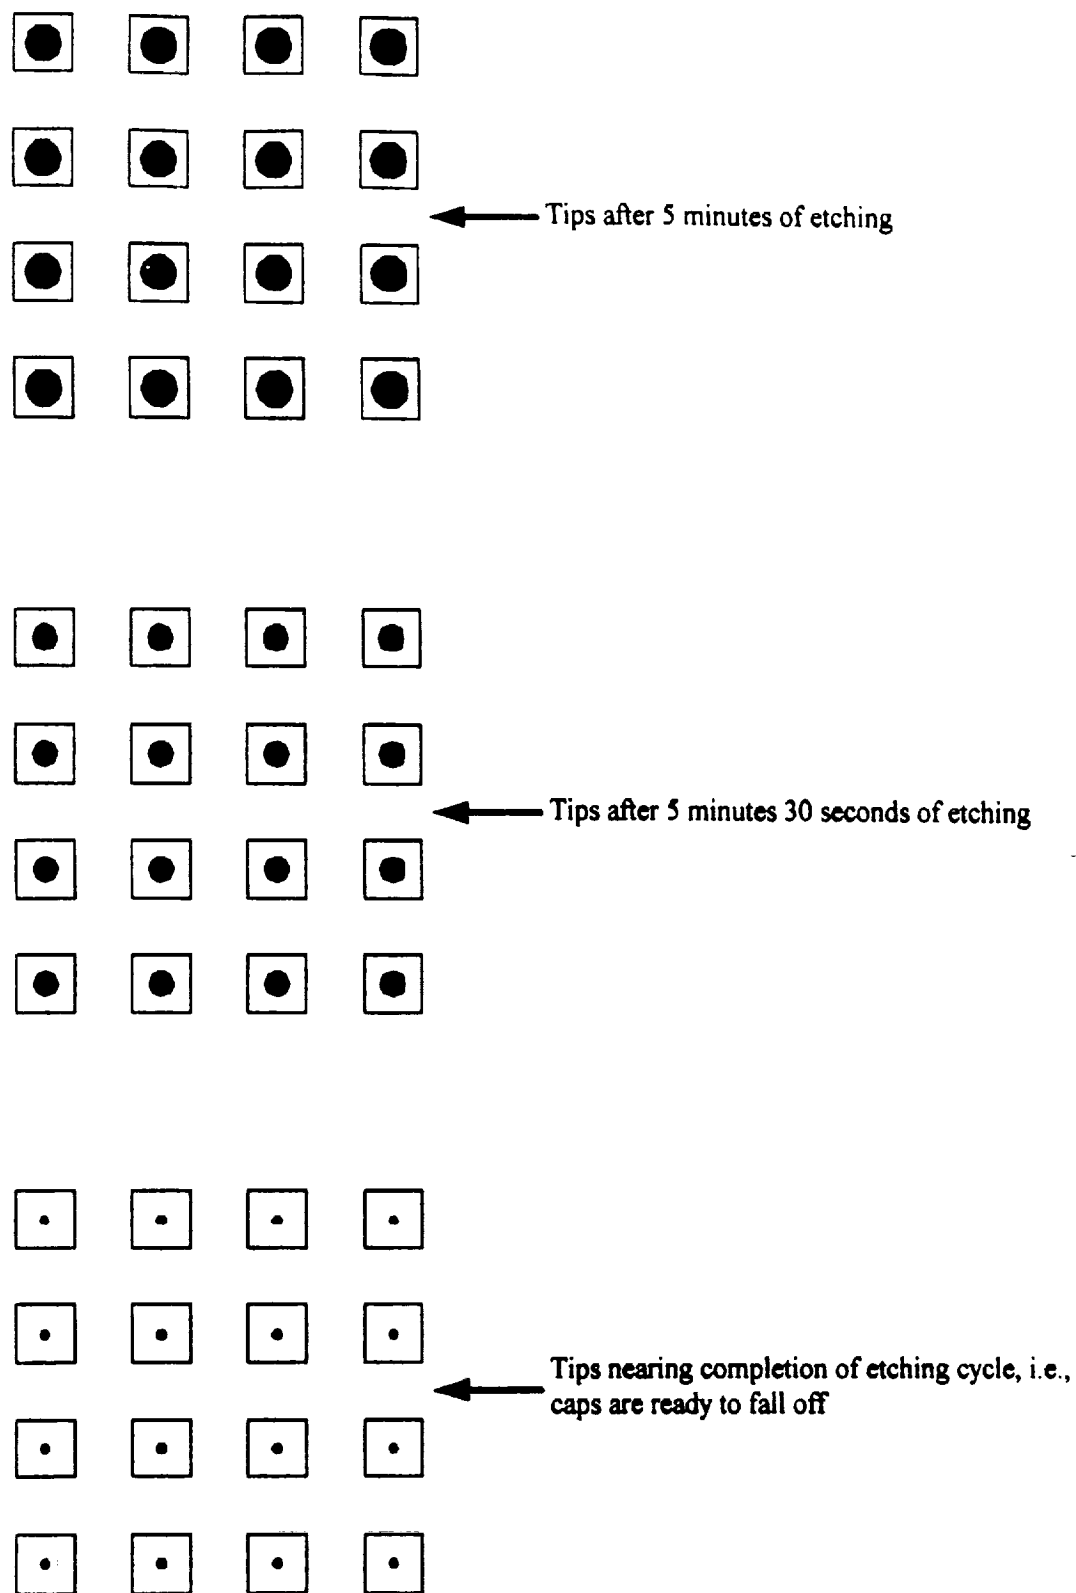 Tips after 5 minutes of etching
Tips after 5 minutes 30 seconds of etching
Tips nearing completion of etching cycle, i.e.,
caps are ready to fall off